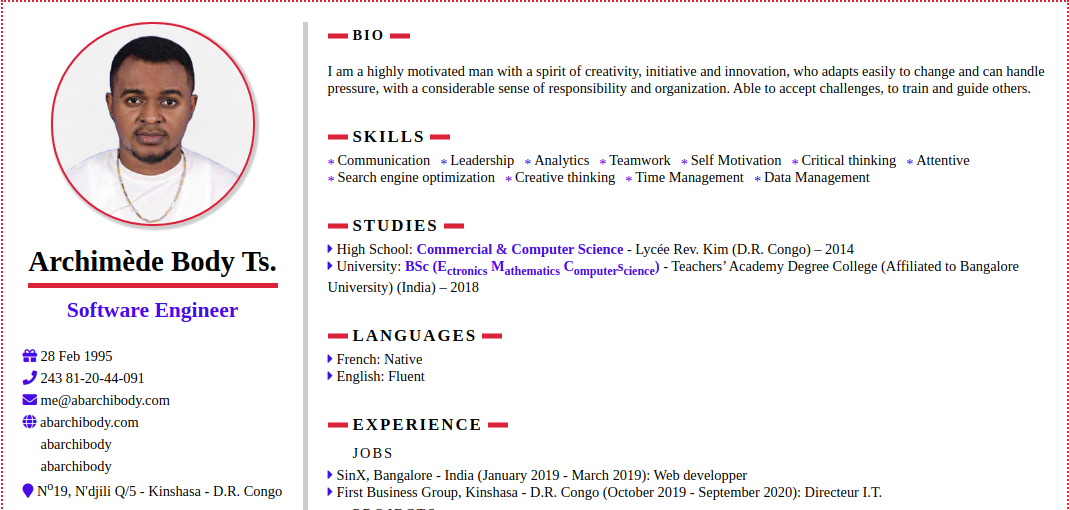 Archimède Body Ts.
Software Engineer
28 Feb 1995
243 81-20-44-091
me@abarchibody.com
abarchibody.com
abarchibody
abarchibody
Nº19, N'djili Q/5 - Kinshasa - D.R. Congo
BIO
I am a highly motivated man with a spirit of creativity, initiative and innovation, who adapts easily to change and can handle
pressure, with a considerable sense of responsibility and organization. Able to accept challenges, to train and guide others.
SKILLS
* Communication * Leadership * Analytics * Teamwork * Self Motivation * Critical thinking * Attentive
* Search engine optimization * Creative thinking * Time Management * Data Management
STUDIES
High School: Commercial & Computer Science - Lycée Rev. Kim (D.R. Congo) – 2014
University: BSc (Ectronics Mathematics Computerscience) - Teachers’ Academy Degree College (Affiliated to Bangalore
University) (India) – 2018
LANGUAGES
French: Native
English: Fluent
EXPERIENCE
JOBS
SinX, Bangalore - India (January 2019 - March 2019): Web developper
First Business Group, Kinshasa - D.R. Congo (October 2019 - September 2020): Directeur I.T.